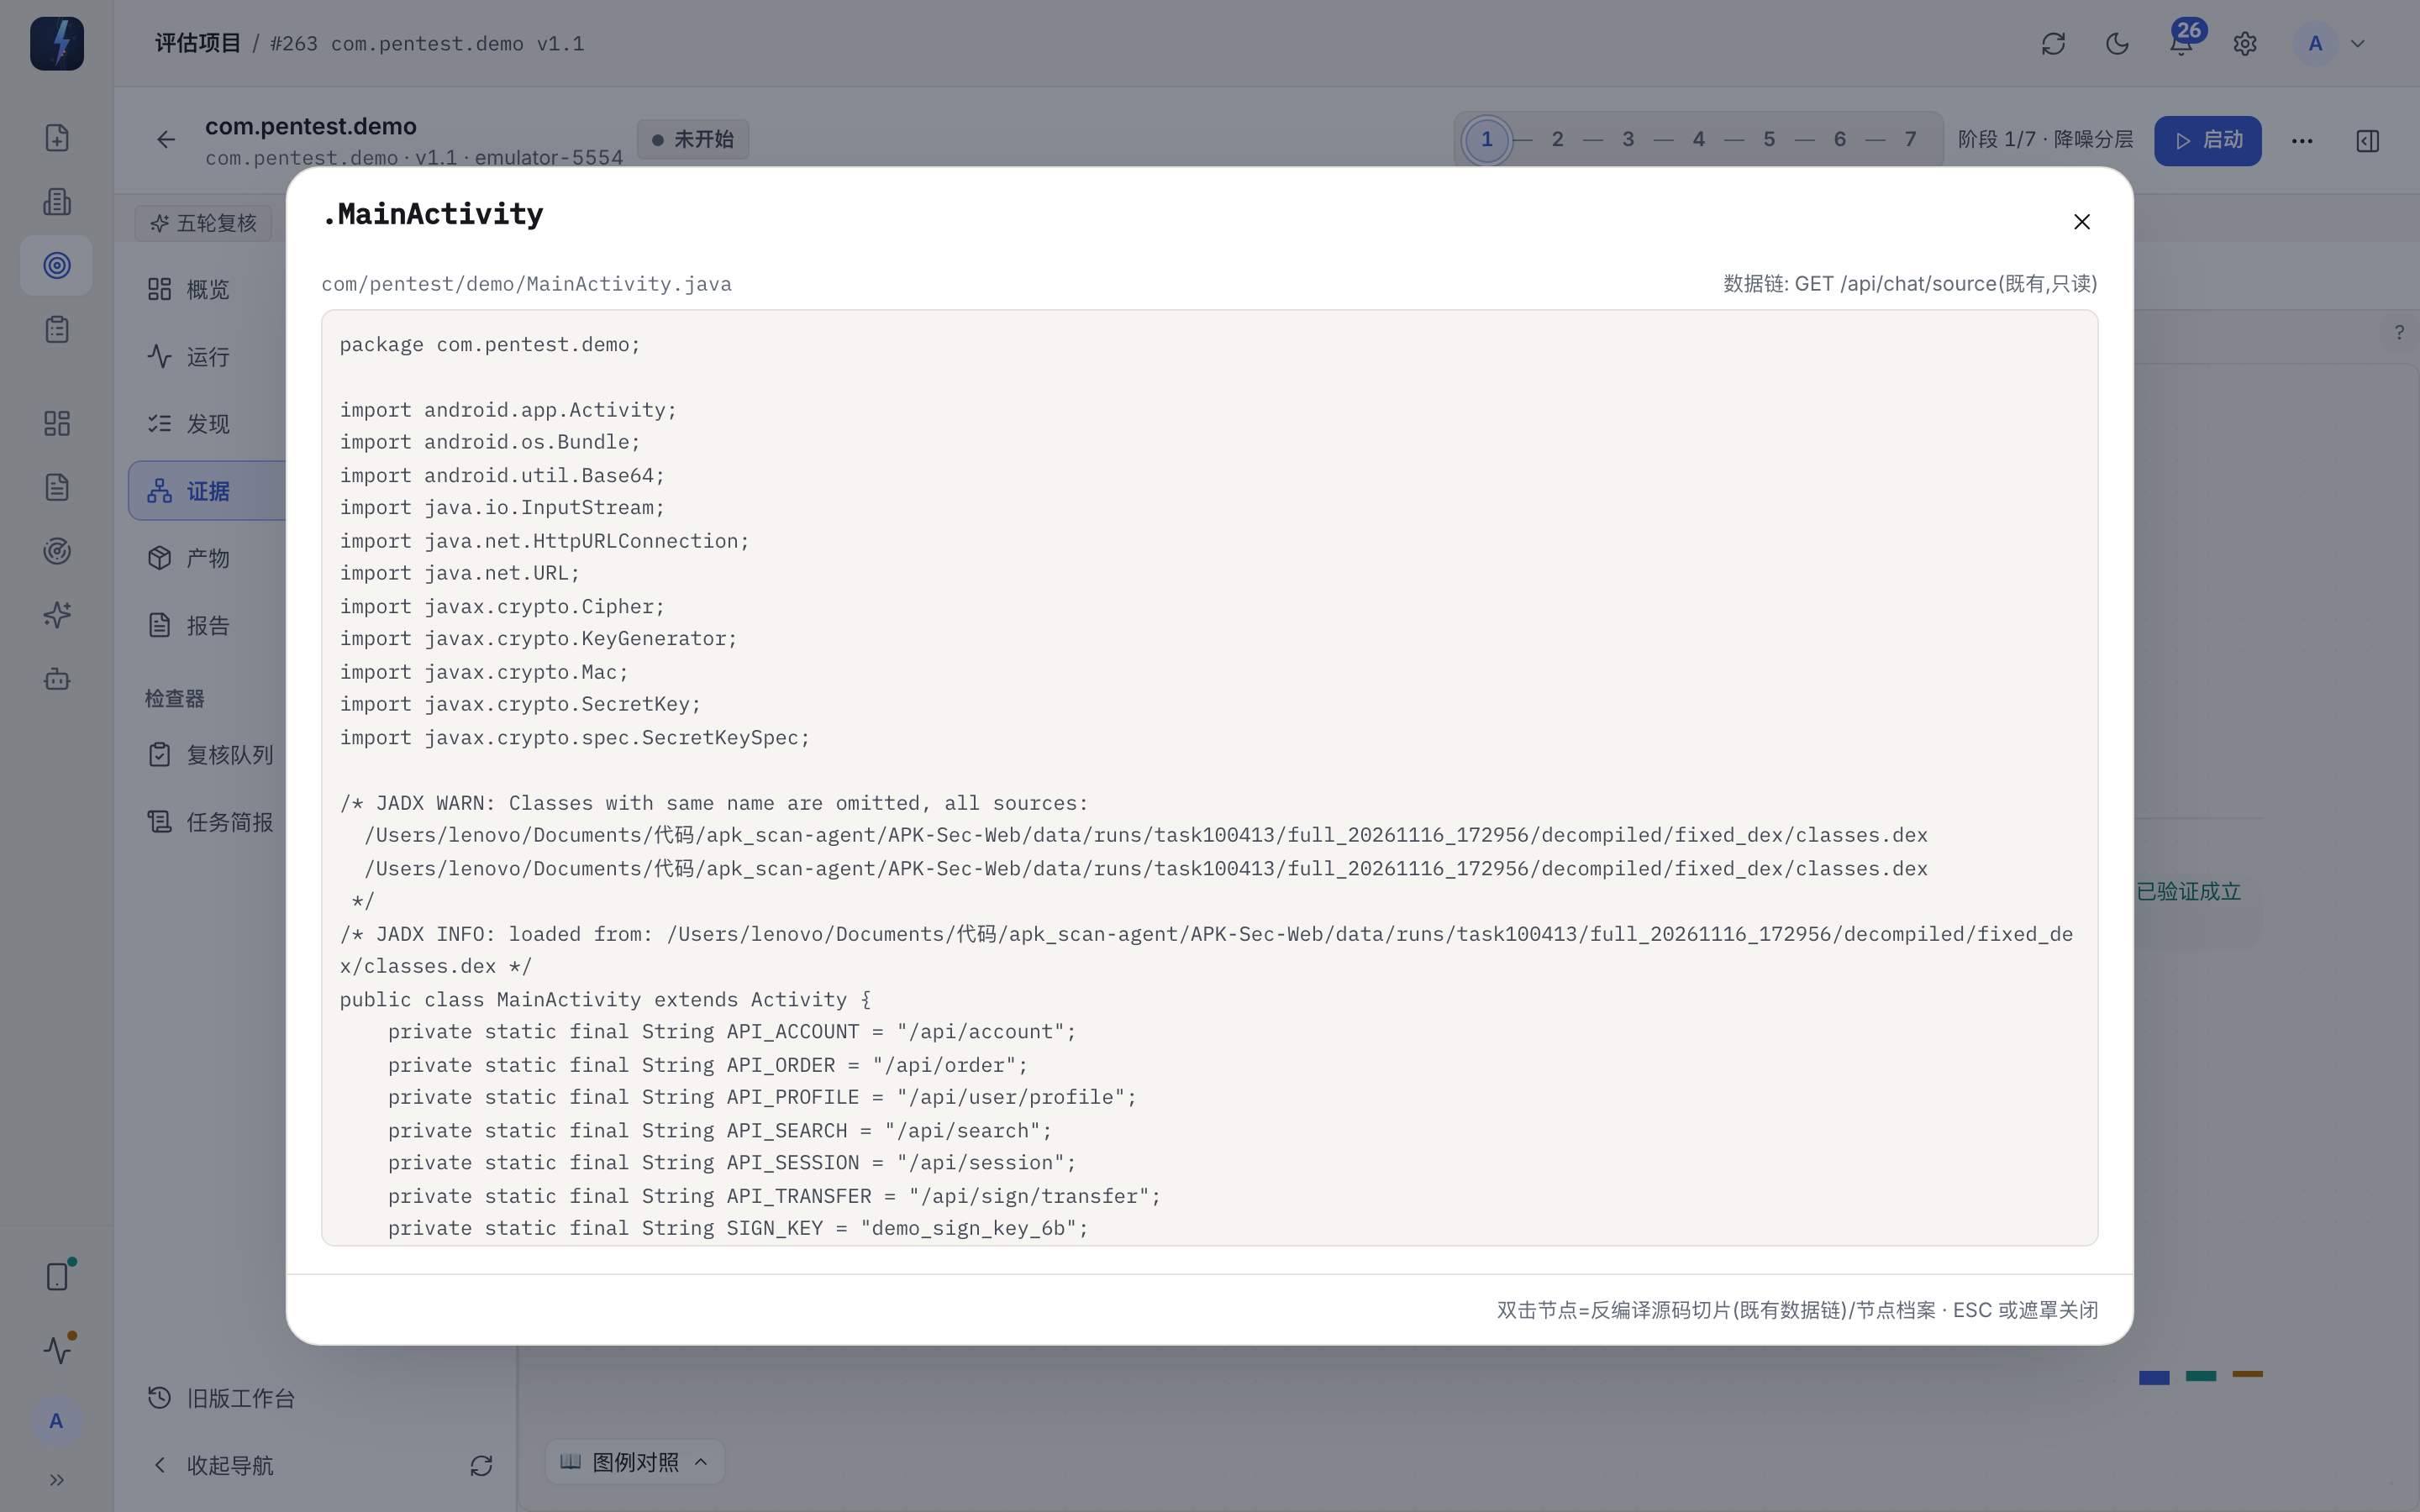 评估项目 / #263 com.pentest.demo v1.1
26
A
com.pentest.demo
com.pentest.demo · v1.1 · emulator-5554
未开始
1 — 2 — 3 — 4 — 5 — 6 — 7
阶段 1/7 · 降噪分层
启动
五轮复核
?
概览
运行
发现
证据
产物
报告
检查器
复核队列
任务简报
旧版工作台
收起导航
A
.MainActivity
com/pentest/demo/MainActivity.java
数据链: GET /api/chat/source(既有,只读)
package com.pentest.demo;
import android.app.Activity;
import android.os.Bundle;
import android.util.Base64;
import java.io.InputStream;
import java.net.HttpURLConnection;
import java.net.URL;
import javax.crypto.Cipher;
import javax.crypto.KeyGenerator;
import javax.crypto.Mac;
import javax.crypto.SecretKey;
import javax.crypto.spec.SecretKeySpec;
/* JADX WARN: Classes with same name are omitted, all sources:
  /Users/lenovo/Documents/代码/apk_scan-agent/APK-Sec-Web/data/runs/task100413/full_20261116_172956/decompiled/fixed_dex/classes.dex
  /Users/lenovo/Documents/代码/apk_scan-agent/APK-Sec-Web/data/runs/task100413/full_20261116_172956/decompiled/fixed_dex/classes.dex
 */
/* JADX INFO: loaded from: /Users/lenovo/Documents/代码/apk_scan-agent/APK-Sec-Web/data/runs/task100413/full_20261116_172956/decompiled/fixed_de
x/classes.dex */
public class MainActivity extends Activity {
    private static final String API_ACCOUNT = "/api/account";
    private static final String API_ORDER = "/api/order";
    private static final String API_PROFILE = "/api/user/profile";
    private static final String API_SEARCH = "/api/search";
    private static final String API_SESSION = "/api/session";
    private static final String API_TRANSFER = "/api/sign/transfer";
    private static final String SIGN_KEY = "demo_sign_key_6b";
双击节点=反编译源码切片(既有数据链)/节点档案 · ESC 或遮罩关闭
已验证成立
图例对照